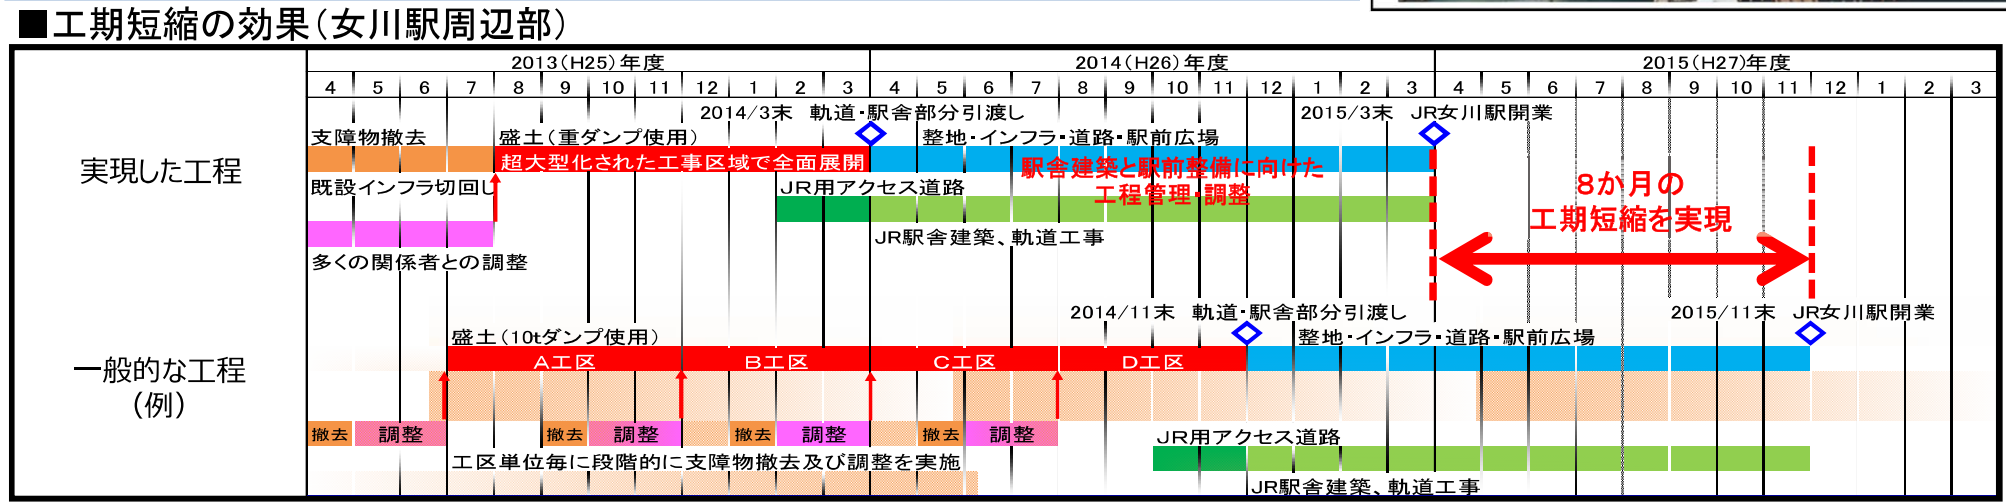 ■工期短縮の効果(女川駅周辺部)
2013(H25)年度 2014(H26)年度 2015(H27)年度
4 5 6 7 8 9 10 11 12 1 2 3 4 5 6 7 8 9 10 11 12 1 2 3 4 5 6 7 8 9 10 11 12 1 2 3
実現した工程
2014/3末 軌道・駅舎部分引渡し
2015/3末 JR女川駅開業
支障物撤去
盛土(重ダンプ使用)
整地・インフラ・道路・駅前広場
超大型化された工事区域で全面展開
駅舎建築と駅前整備に向けた
工程管理・調整
既設インフラ切回し
JR用アクセス道路
JR駅舎建築、軌道工事
多くの関係者との調整
8か月の
工期短縮を実現
一般的な工程
(例)
2014/11末 軌道・駅舎部分引渡し
2015/11末 JR女川駅開業
盛土(10tダンプ使用)
整地・インフラ・道路・駅前広場
A工区 B工区 C工区 D工区
撤去 調整 撤去 調整 撤去 調整 撤去 調整
JR用アクセス道路
工区単位毎に段階的に支障物撤去及び調整を実施
JR駅舎建築、軌道工事